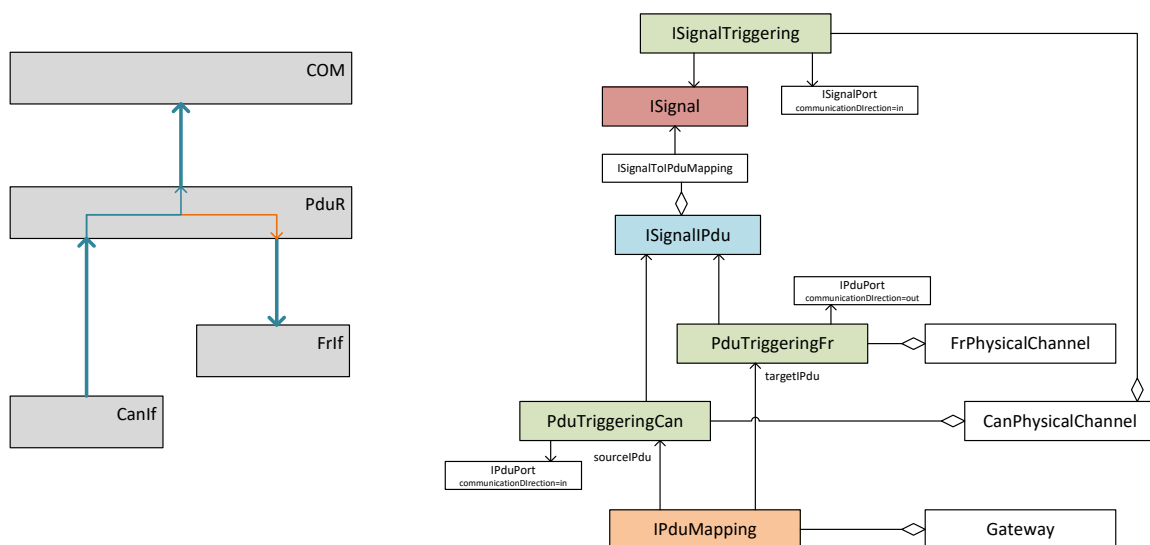 COM
PduR
FrIf
CanIf
ISignalTriggering
ISignal
ISignalPort
communicationDIrection=in
ISignalToIPduMapping
ISignalIPdu
IPduPort
communicationDIrection=out
PduTriggeringFr
FrPhysicalChannel
targetIPdu
PduTriggeringCan
CanPhysicalChannel
sourceIPdu
IPduPort
communicationDIrection=in
IPduMapping
Gateway